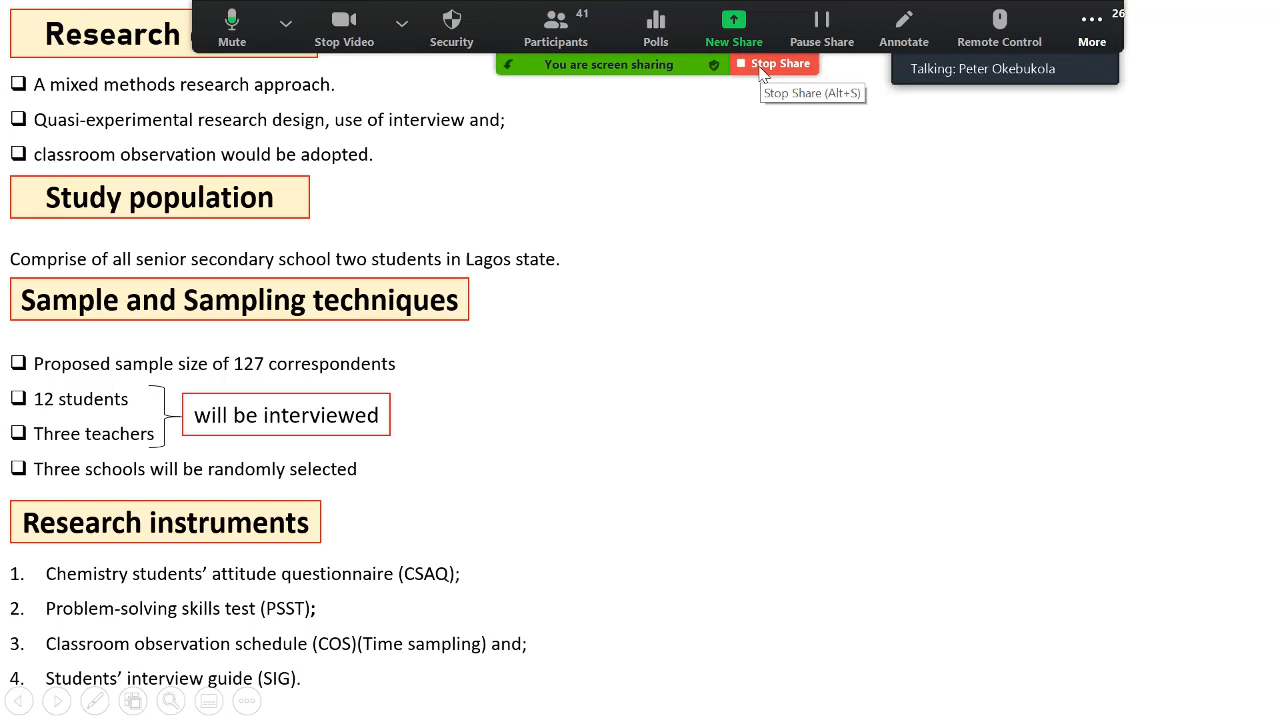 41
26
Mute
Stop Video
Security
Participants
Polls
New Share
Pause Share
Annotate
Remote Control
More
You are screen sharing
Stop Share
Talking: Peter Okebukola
Stop Share (Alt+S)
Research
A mixed methods research approach.
Quasi-experimental research design, use of interview and;
classroom observation would be adopted.
Study population
Comprise of all senior secondary school two students in Lagos state.
Sample and Sampling techniques
Proposed sample size of 127 correspondents
12 students
will be interviewed
Three teachers
Three schools will be randomly selected
Research instruments
1. Chemistry students’ attitude questionnaire (CSAQ);
2. Problem-solving skills test (PSST);
3. Classroom observation schedule (COS)(Time sampling) and;
4. Students’ interview guide (SIG).